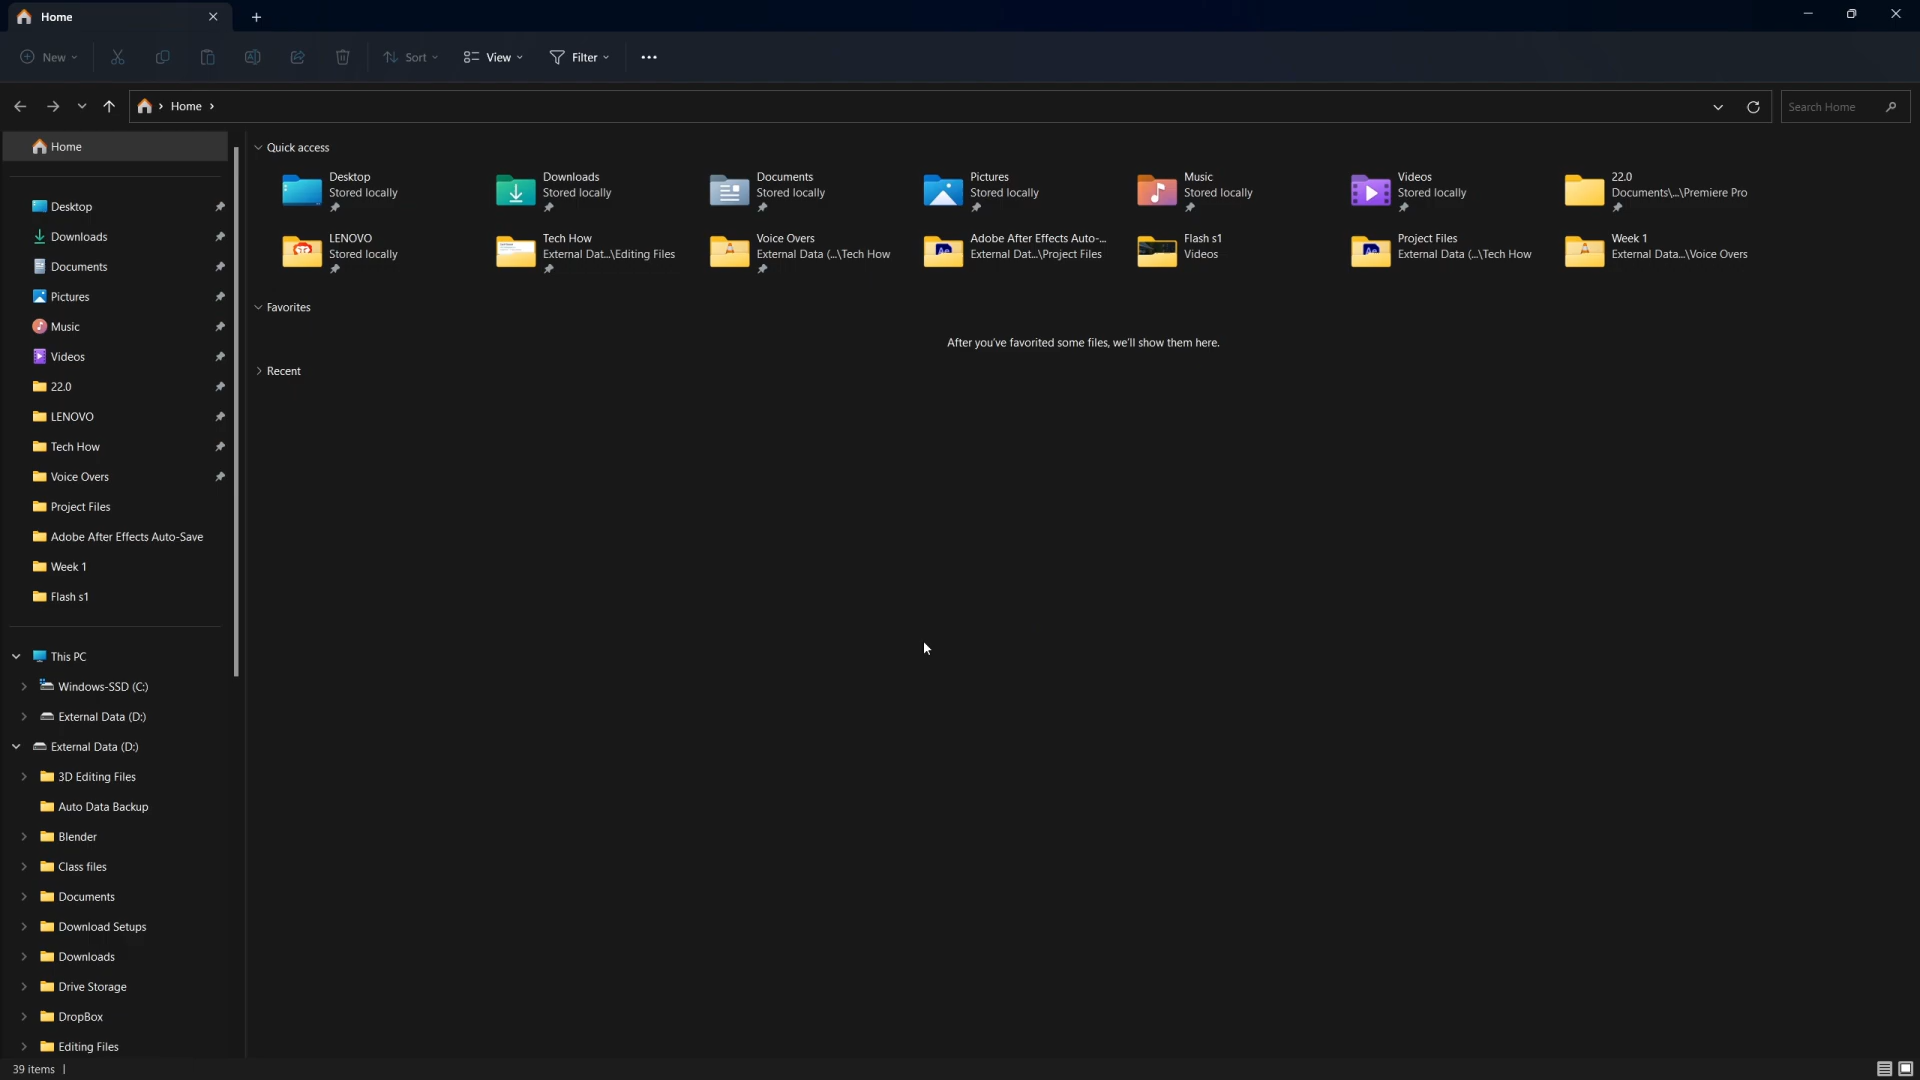 Home
New
Sort
View
Filter
Home
Search Home
Home
Desktop
Downloads
Documents
Pictures
Music
Videos
22.0
LENOVO
Tech How
Voice Overs
Project Files
Adobe After Effects Auto-Save
Week 1
Flash s1
This PC
Windows-SSD (C:)
External Data (D:)
External Data (D:)
3D Editing Files
Auto Data Backup
Blender
Class files
Documents
Download Setups
Downloads
Drive Storage
DropBox
Editing Files
Quick access
Desktop
Stored locally
Downloads
Stored locally
Documents
Stored locally
Pictures
Stored locally
Music
Stored locally
Videos
Stored locally
22.0
Documents\...\Premiere Pro
LENOVO
Stored locally
Tech How
External Dat...\Editing Files
Voice Overs
External Data (...\Tech How
Adobe After Effects Auto-...
External Dat...\Project Files
Flash s1
Videos
Project Files
External Data (...\Tech How
Week 1
External Data...\Voice Overs
Favorites
After you've favorited some files, we'll show them here.
Recent
39 items